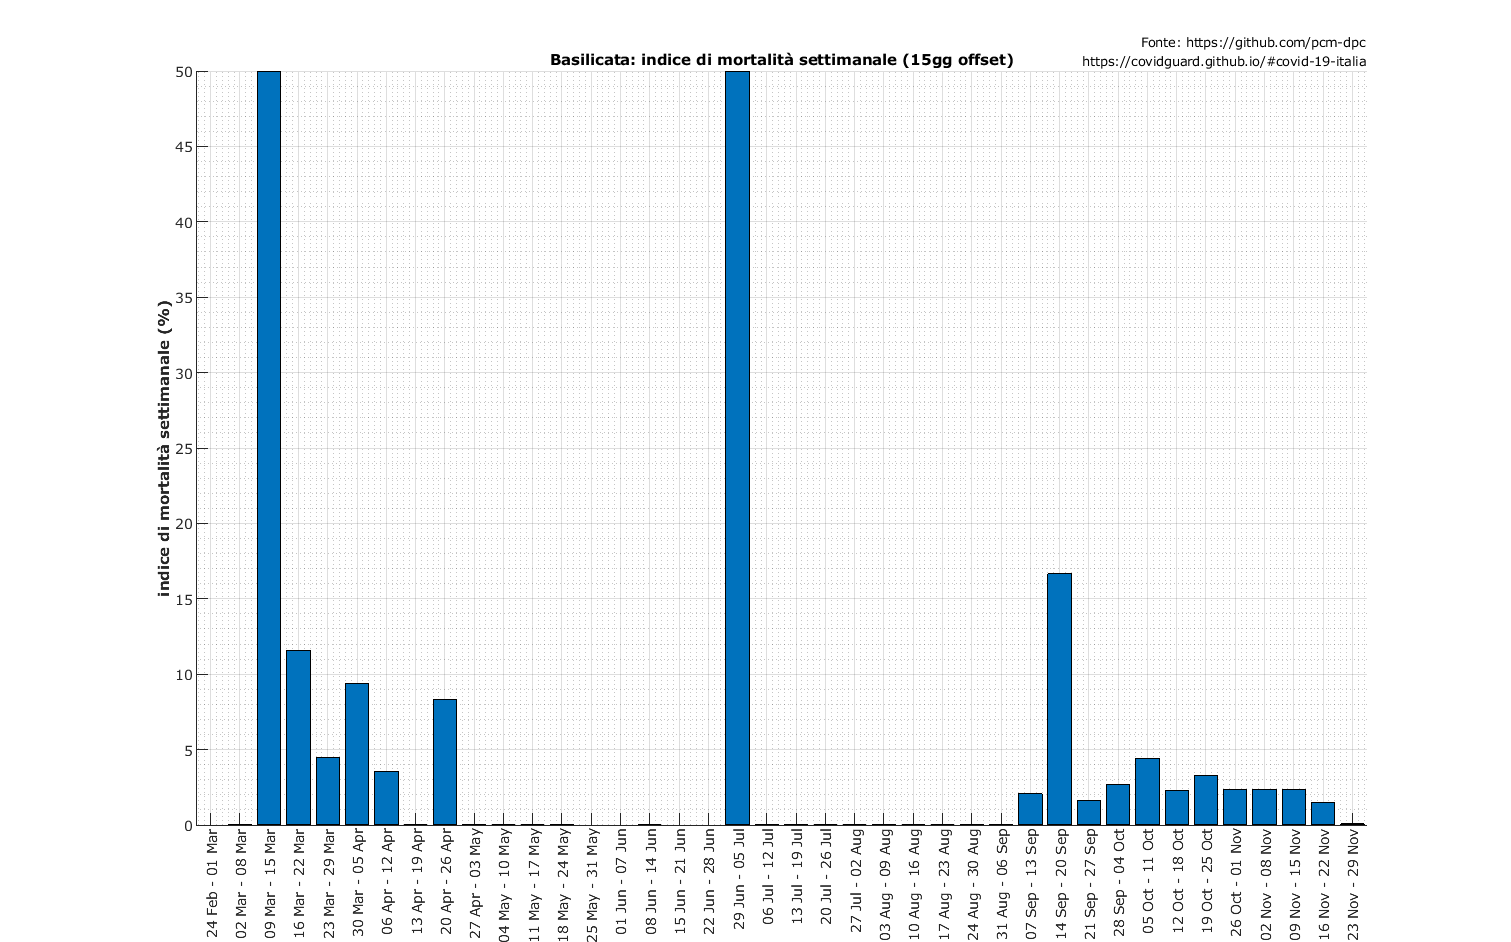 Fonte: https://github.com/pcm-dpc
https://covidguard.github.io/#covid-19-italia
Basilicata: indice di mortalità settimanale (15gg offset)
indice di mortalità settimanale (%)
50
45
40
35
30
25
20
15
10
5
0
24 Feb - 01 Mar
02 Mar - 08 Mar
09 Mar - 15 Mar
16 Mar - 22 Mar
23 Mar - 29 Mar
30 Mar - 05 Apr
06 Apr - 12 Apr
13 Apr - 19 Apr
20 Apr - 26 Apr
27 Apr - 03 May
04 May - 10 May
11 May - 17 May
18 May - 24 May
25 May - 31 May
01 Jun - 07 Jun
08 Jun - 14 Jun
15 Jun - 21 Jun
22 Jun - 28 Jun
29 Jun - 05 Jul
06 Jul - 12 Jul
13 Jul - 19 Jul
20 Jul - 26 Jul
27 Jul - 02 Aug
03 Aug - 09 Aug
10 Aug - 16 Aug
17 Aug - 23 Aug
24 Aug - 30 Aug
31 Aug - 06 Sep
07 Sep - 13 Sep
14 Sep - 20 Sep
21 Sep - 27 Sep
28 Sep - 04 Oct
05 Oct - 11 Oct
12 Oct - 18 Oct
19 Oct - 25 Oct
26 Oct - 01 Nov
02 Nov - 08 Nov
09 Nov - 15 Nov
16 Nov - 22 Nov
23 Nov - 29 Nov